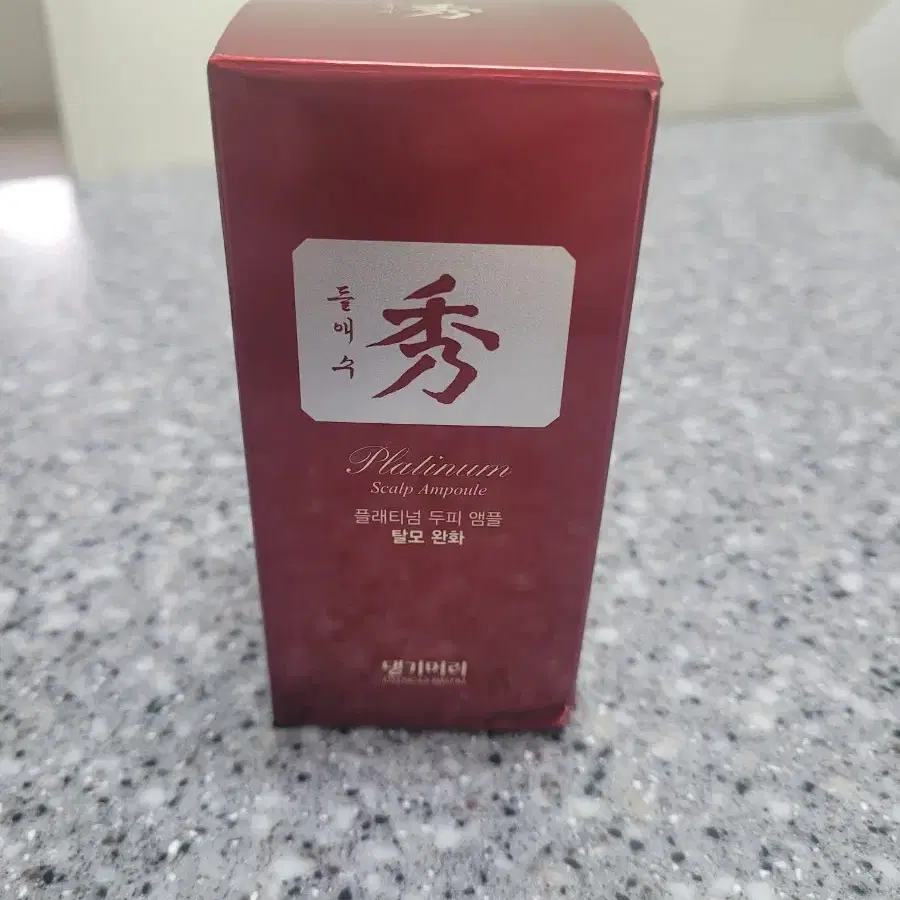 秀
들애수
秀
Platinum
Scalp Ampoule
플래티넘 두피 앰플
탈모 완화
댕기머리